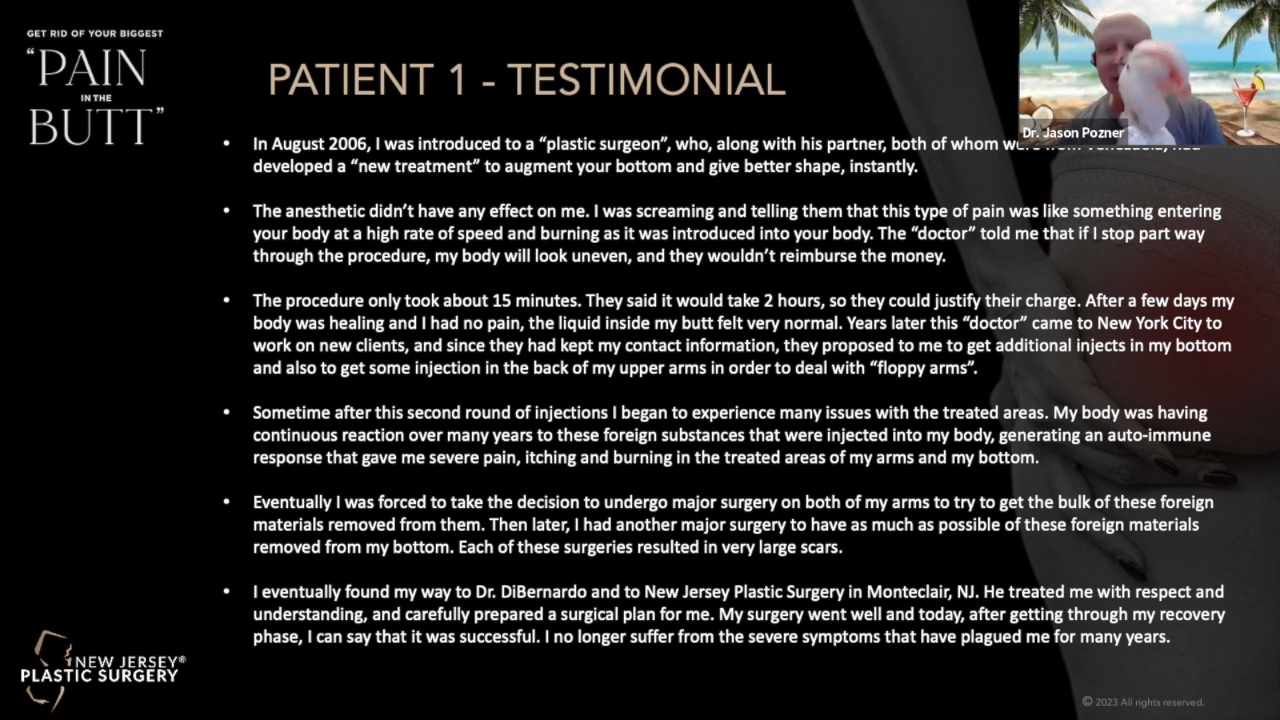 GET RID OF YOUR BIGGEST
“PAIN
IN THE
BUTT”
PATIENT 1 - TESTIMONIAL
Dr. Jason Pozner
• In August 2006, I was introduced to a “plastic surgeon”, who, along with his partner, both of whom
developed a “new treatment” to augment your bottom and give better shape, instantly.
• The anesthetic didn’t have any effect on me. I was screaming and telling them that this type of pain was like something entering
your body at a high rate of speed and burning as it was introduced into your body. The “doctor” told me that if I stop part way
through the procedure, my body will look uneven, and they wouldn’t reimburse the money.
• The procedure only took about 15 minutes. They said it would take 2 hours, so they could justify their charge. After a few days my
body was healing and I had no pain, the liquid inside my butt felt very normal. Years later this “doctor” came to New York City to
work on new clients, and since they had kept my contact information, they proposed to me to get additional injects in my bottom
and also to get some injection in the back of my upper arms in order to deal with “floppy arms”.
• Sometime after this second round of injections I began to experience many issues with the treated areas. My body was having
continuous reaction over many years to these foreign substances that were injected into my body, generating an auto-immune
response that gave me severe pain, itching and burning in the treated areas of my arms and my bottom.
• Eventually I was forced to take the decision to undergo major surgery on both of my arms to try to get the bulk of these foreign
materials removed from them. Then later, I had another major surgery to have as much as possible of these foreign materials
removed from my bottom. Each of these surgeries resulted in very large scars.
• I eventually found my way to Dr. DiBernardo and to New Jersey Plastic Surgery in Monteclair, NJ. He treated me with respect and
understanding, and carefully prepared a surgical plan for me. My surgery went well and today, after getting through my recovery
phase, I can say that it was successful. I no longer suffer from the severe symptoms that have plagued me for many years.
NEW JERSEY®
PLASTIC SURGERY
© 2023 All rights reserved.